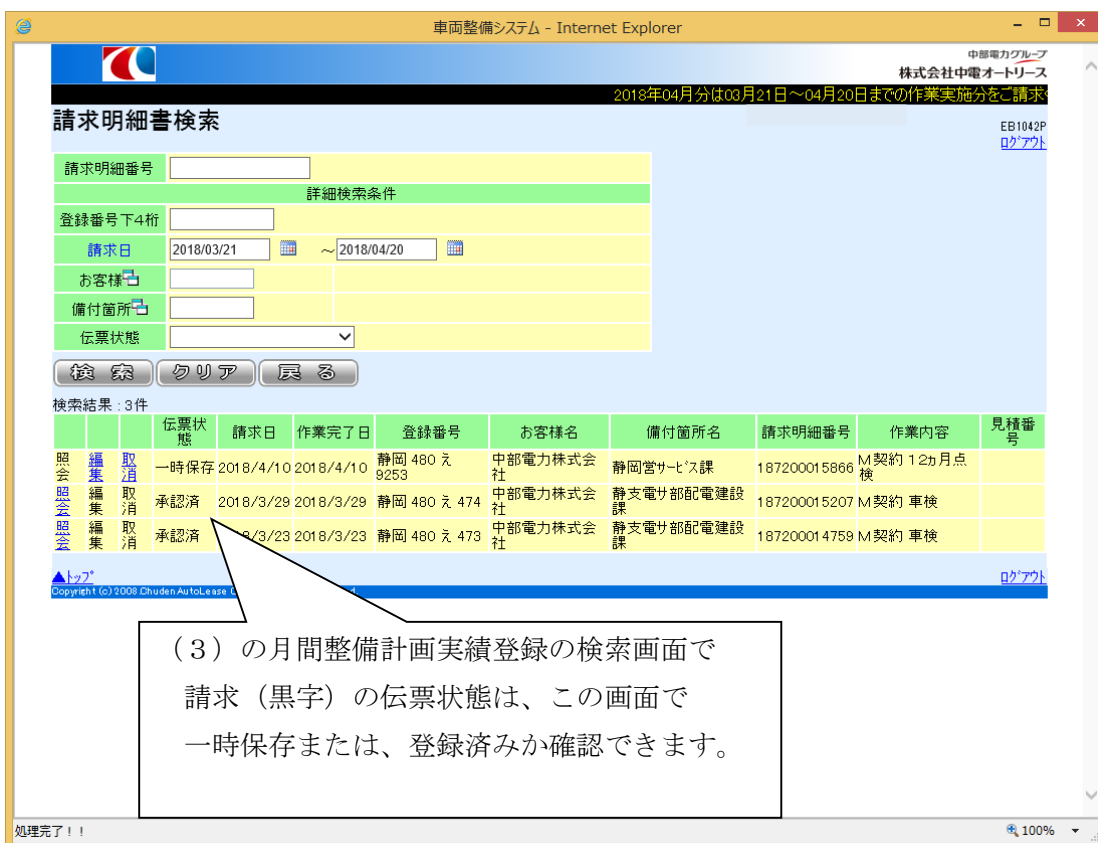 車両整備システム - Internet Explorer
中部電力グループ
株式会社中電オートリース
2018年04月分は03月21日～04月20日までの作業実施分をご請求
請求明細書検索
EB1042P
ログアウト
請求明細番号
詳細検索条件
登録番号下4桁
請求日 2018/03/21 ～ 2018/04/20
お客様
備付箇所
伝票状態
検 索 クリア 戻 る
検索結果 : 3件
伝票状態 請求日 作業完了日 登録番号 お客様名 備付箇所名 請求明細番号 作業内容 見積番号
照会 編集 取消 一時保存 2018/4/10 2018/4/10 静岡 480 え 9253 中部電力株式会社 静岡営サービス課 187200015866 M契約 12ヵ月点検
照会 編集 取消 承認済 2018/3/29 2018/3/29 静岡 480 え 474 中部電力株式会社 静支電サ部配電建設課 187200015207 M契約 車検
照会 編集 取消 承認済 8/3/23 2018/3/23 静岡 480 え 473 中部電力株式会社 静支電サ部配電建設課 187200014759 M契約 車検
▲トップ
ログアウト
Copyright (c) 2008 Chuden AutoLease
（３）の月間整備計画実績登録の検索画面で
請求（黒字）の伝票状態は、この画面で
一時保存または、登録済みか確認できます。
処理完了！！
100%